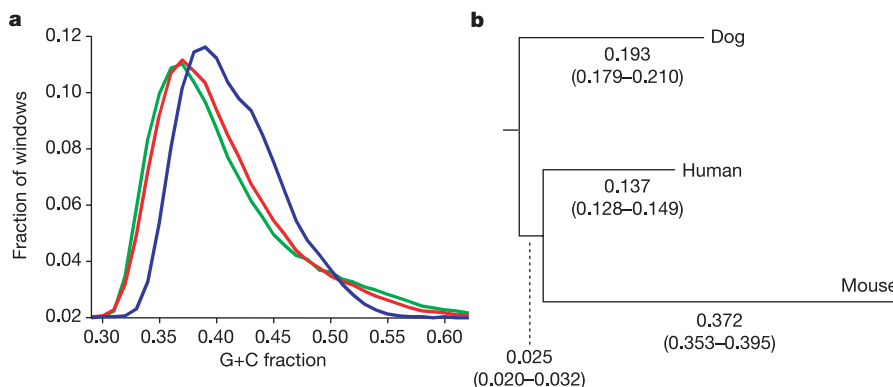 a
0.12
0.10
0.08
0.06
0.04
0.02
Fraction of windows
0.30 0.35 0.40 0.45 0.50 0.55 0.60
G+C fraction
b
Dog
0.193
(0.179–0.210)
Human
0.137
(0.128–0.149)
Mouse
0.372
(0.353–0.395)
0.025
(0.020–0.032)